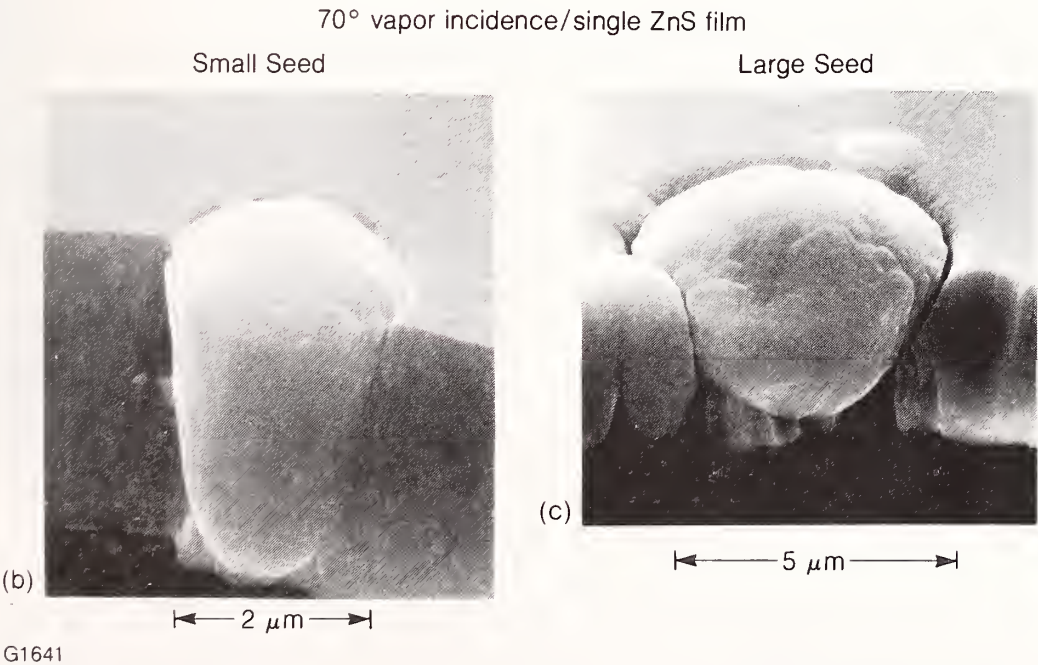 70° vapor incidence/single ZnS film
Small Seed
Large Seed
(b)
(c)
2 μm
5 μm
G1641